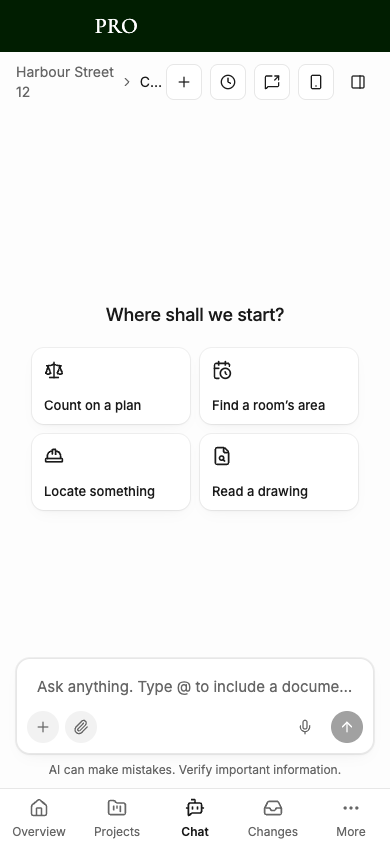 PRO
Harbour Street
12
C...
Where shall we start?
Count on a plan
Find a room’s area
Locate something
Read a drawing
Ask anything. Type @ to include a docume...
AI can make mistakes. Verify important information.
Overview
Projects
Chat
Changes
More